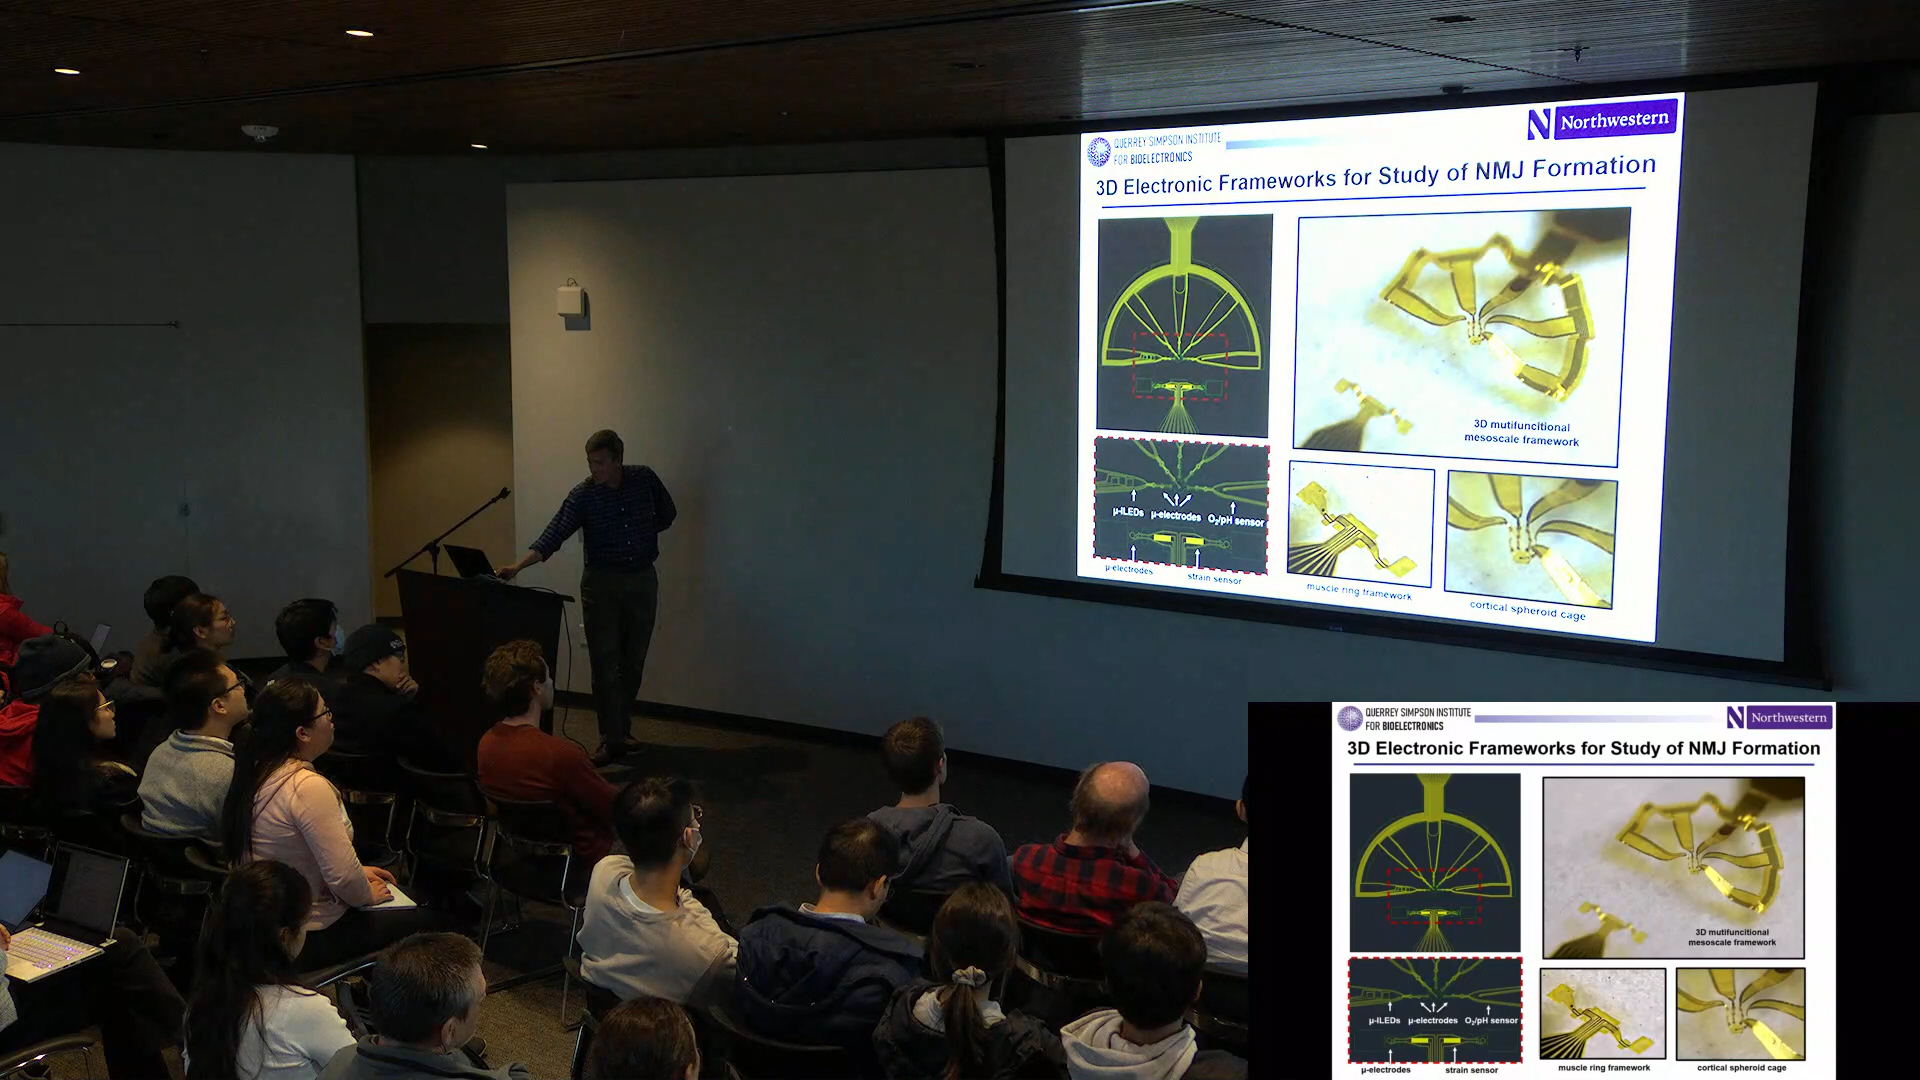 QUERREY SIMPSON INSTITUTE
FOR BIOELECTRONICS
N Northwestern
3D Electronic Frameworks for Study of NMJ Formation
3D mutifuncitional
mesoscale framework
µ-ILEDs µ-electrodes O₂/pH sensor
µ-electrodes strain sensor
muscle ring framework
cortical spheroid cage
QUERREY SIMPSON INSTITUTE
FOR BIOELECTRONICS
N Northwestern
3D Electronic Frameworks for Study of NMJ Formation
3D mutifuncitional
mesoscale framework
µ-ILEDs µ-electrodes O₂/pH sensor
µ-electrodes strain sensor
muscle ring framework
cortical spheroid cage